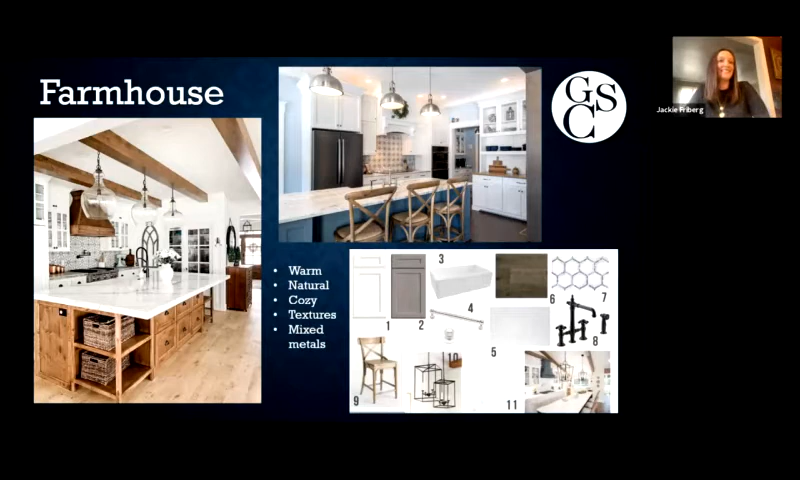 Farmhouse
GSC
Jackie Friberg
• Warm
• Natural
• Cozy
• Textures
• Mixed
metals
1
2
3
4
5
6
7
8
9
10
11